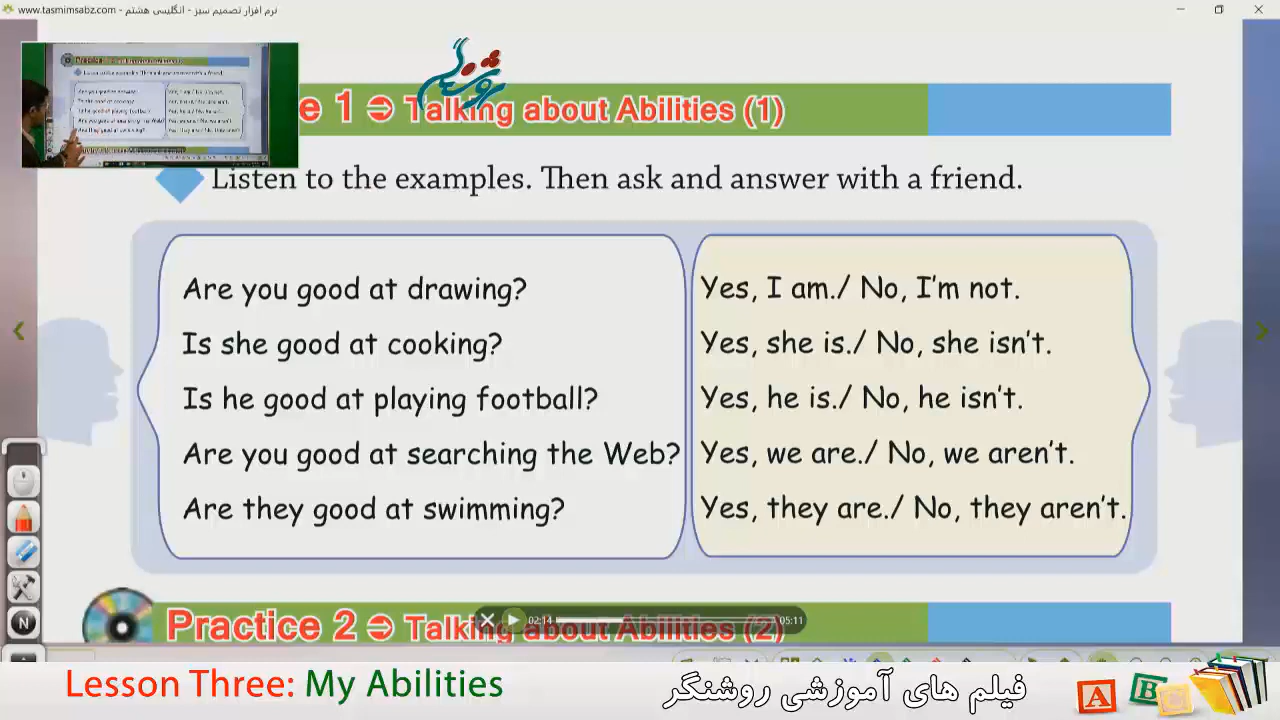 نرم افزار تصمیم سبز - انگلیسی هشتم - www.tasmimsabz.com
e 1 ⊃ Talking about Abilities (1)
Listen to the examples. Then ask and answer with a friend.
Are you good at drawing? Yes, I am./ No, I'm not.
Is she good at cooking? Yes, she is./ No, she isn't.
Is he good at playing football? Yes, he is./ No, he isn't.
Are you good at searching the Web? Yes, we are./ No, we aren't.
Are they good at swimming? Yes, they are./ No, they aren't.
Practice 2 ⊃ Talking about Abilities (2)
02:14 05:11
N
Lesson Three: My Abilities
فیلم های آموزشی روشنگر
A B C